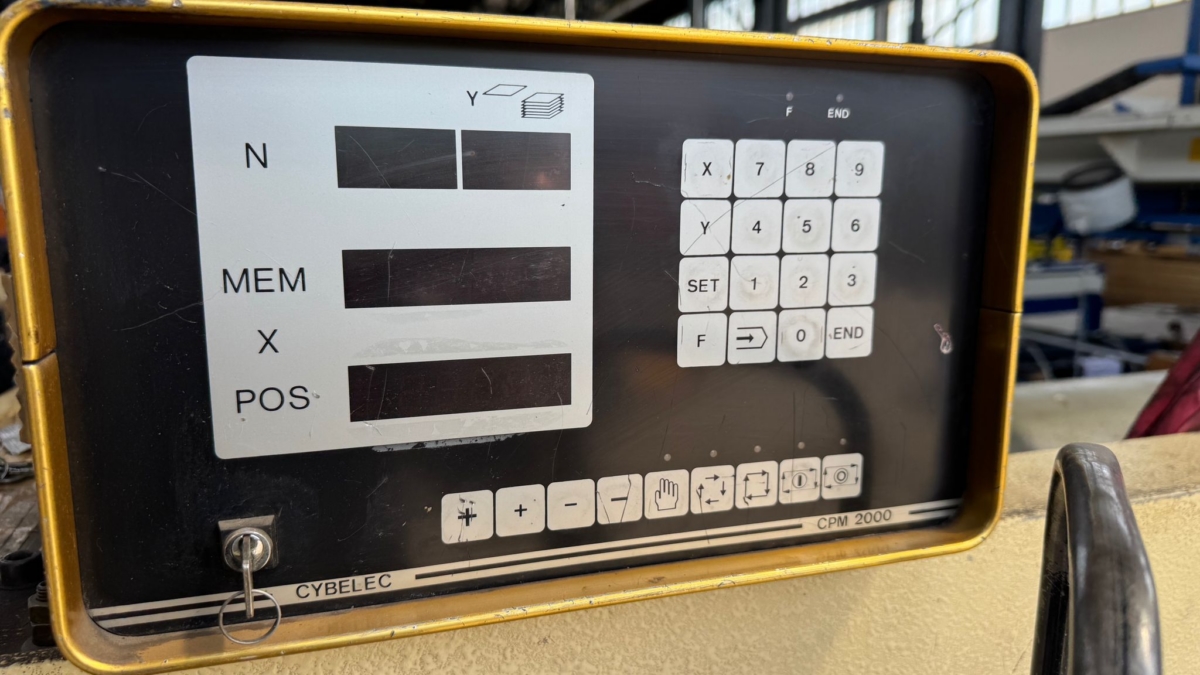 Y
N
MEM
X
POS
F END
X 7 8 9
Y 4 5 6
SET 1 2 3
F 0 END
+ + - -
CYBELEC
CPM 2000